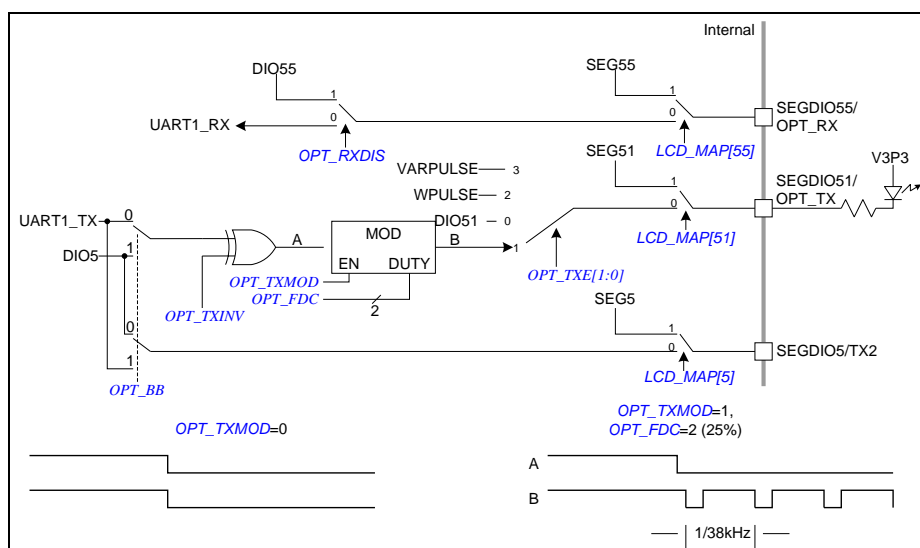 Internal
DIO55
SEG55
1
0
UART1_RX
OPT_RXDIS
1
0
LCD_MAP[55]
SEGDIO55/
OPT_RX
VARPULSE
3
WPULSE
2
DIO51
0
1
OPT_TXE[1:0]
SEG51
1
0
LCD_MAP[51]
SEGDIO51/
OPT_TX
V3P3
UART1_TX
0
DIO5
1
A
MOD
EN
DUTY
B
OPT_TXMOD
OPT_FDC
2
OPT_TXINV
0
1
OPT_BB
SEG5
1
0
LCD_MAP[5]
SEGDIO5/TX2
OPT_TXMOD=0
OPT_TXMOD=1,
OPT_FDC=2 (25%)
A
B
1/38kHz